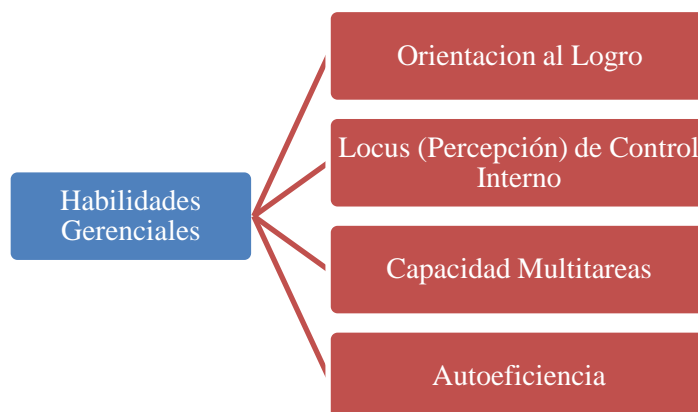 Orientacion al Logro
Locus (Percepción) de Control
Interno
Habilidades
Gerenciales
Capacidad Multitareas
Autoeficiencia